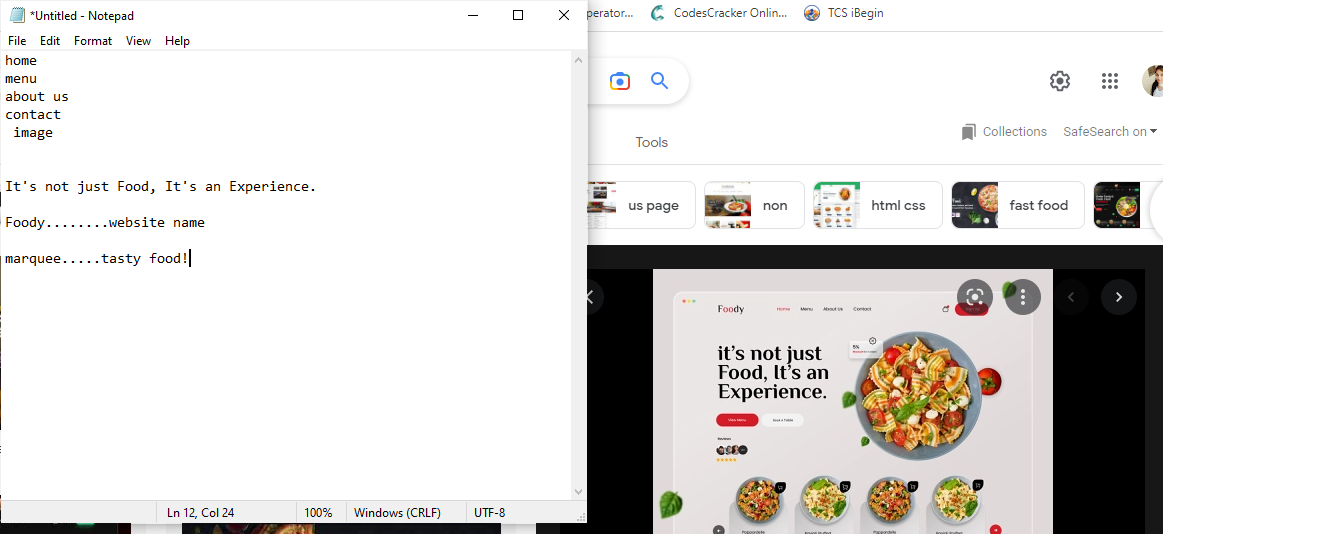 *Untitled - Notepad
File Edit Format View Help
home
menu
about us
contact
image
It's not just Food, It's an Experience.
Foody........website name
marquee.....tasty food!
Ln 12, Col 24 100% Windows (CRLF) UTF-8
perator... CodesCracker Onlin... TCS iBegin
Tools
Collections SafeSearch on
us page non html css fast food
Foody Home Menu About Us Contact
5%
it's not just
Food, It's an
Experience.
View Menu Book A Table
Reviews
Pappardelle Pappardelle